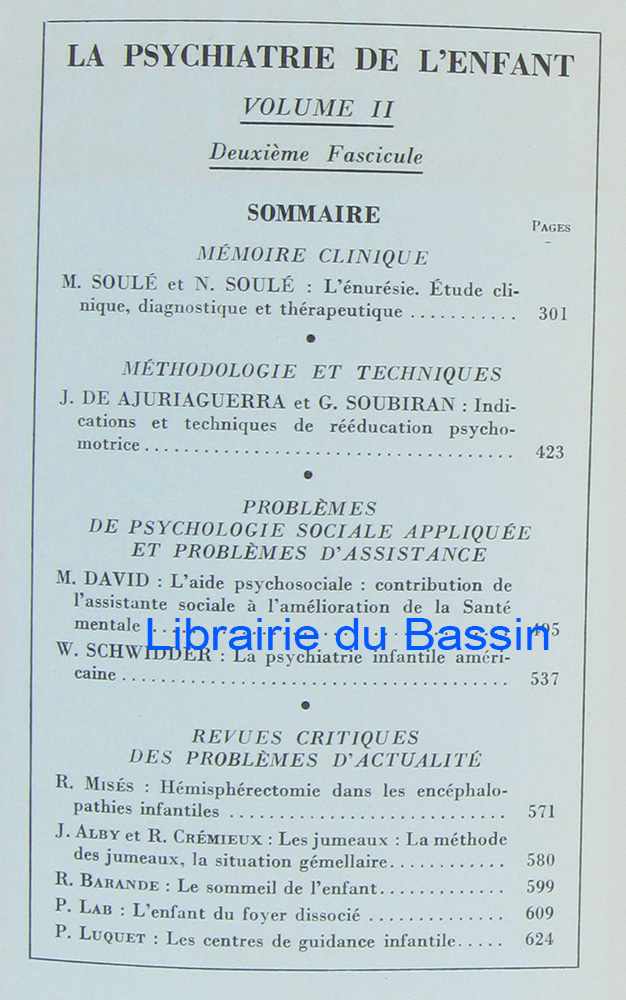 LA PSYCHIATRIE DE L'ENFANT
VOLUME II
Deuxième Fascicule
SOMMAIRE
PAGES
MÉMOIRE CLINIQUE
M. SOULÉ et N. SOULÉ : L'énurésie. Étude cli-
nique, diagnostique et thérapeutique ........... 301
•
MÉTHODOLOGIE ET TECHNIQUES
J. DE AJURIAGUERRA et G. SOUBIRAN : Indi-
cations et techniques de rééducation psycho-
motrice ..................................... 423
•
PROBLÈMES
DE PSYCHOLOGIE SOCIALE APPLIQUÉE
ET PROBLÈMES D'ASSISTANCE
M. DAVID : L'aide psychosociale : contribution de
l'assistante sociale à l'amélioration de la Santé
mentale ..................................... 495
Librairie du Bassin
W. SCHWIDDER : La psychiatrie infantile améri-
caine ....................................... 537
•
REVUES CRITIQUES
DES PROBLÈMES D'ACTUALITÉ
R. MISÉS : Hémisphérectomie dans les encéphalo-
pathies infantiles ............................ 571
J. ALBY et R. CRÉMIEUX : Les jumeaux : La méthode
des jumeaux, la situation gémellaire............ 580
R. BARANDE : Le sommeil de l'enfant............. 599
P. LAB : L'enfant du foyer dissocié .............. 609
P. LUQUET : Les centres de guidance infantile..... 624